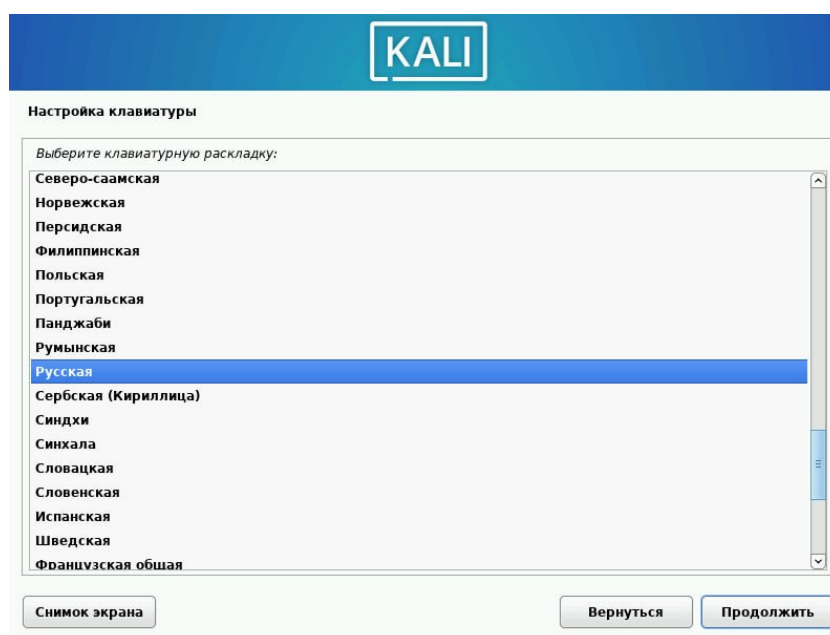 KALI
Настройка клавиатуры
Выберите клавиатурную раскладку:
Северо-саамская
Норвежская
Персидская
Филиппинская
Польская
Португальская
Панджаби
Румынская
Русская
Сербская (Кириллица)
Синдхи
Синхала
Словацкая
Словенская
Испанская
Шведская
Французская общая
Снимок экрана
Вернуться
Продолжить